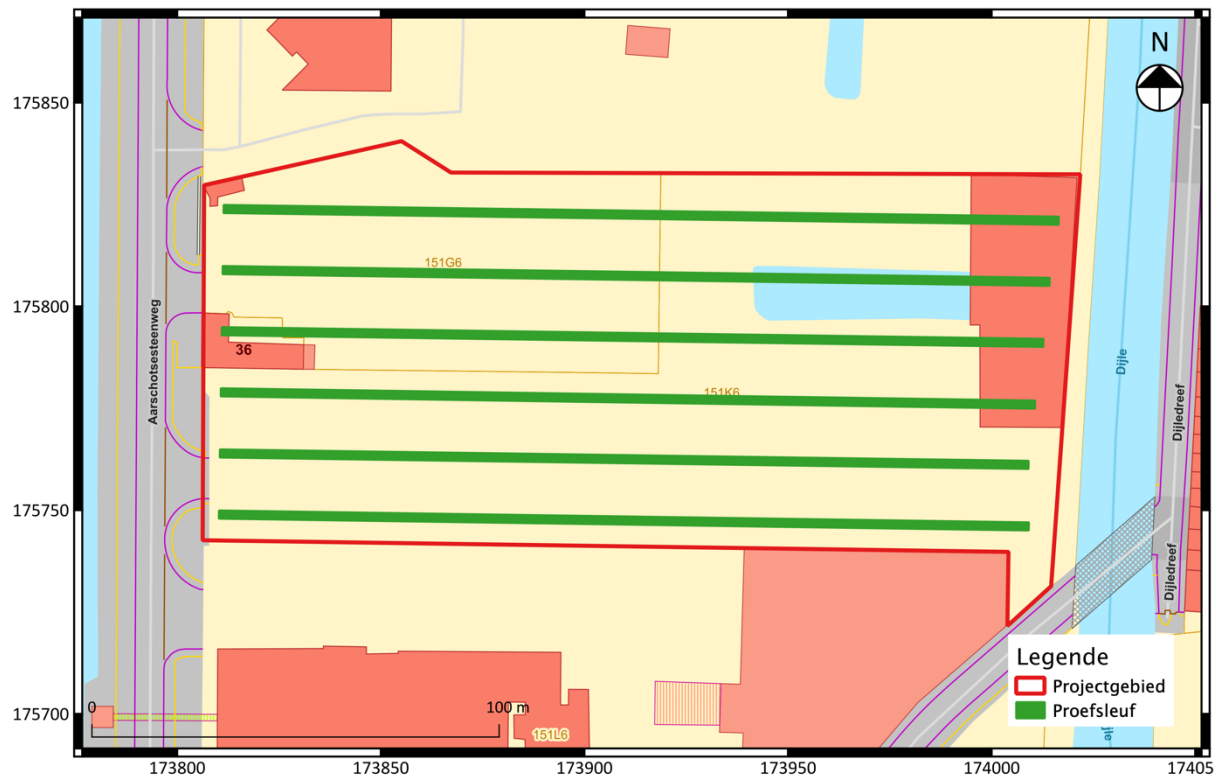 N
175850
175800
175750
175700
151G6
36
151K6
Aarschotsesteenweg
Dijle
Dijledreef
Dijledreef
Legende
Projectgebied
Proefsleuf
0
100 m
151L6
173800
173850
173900
173950
174000
17405